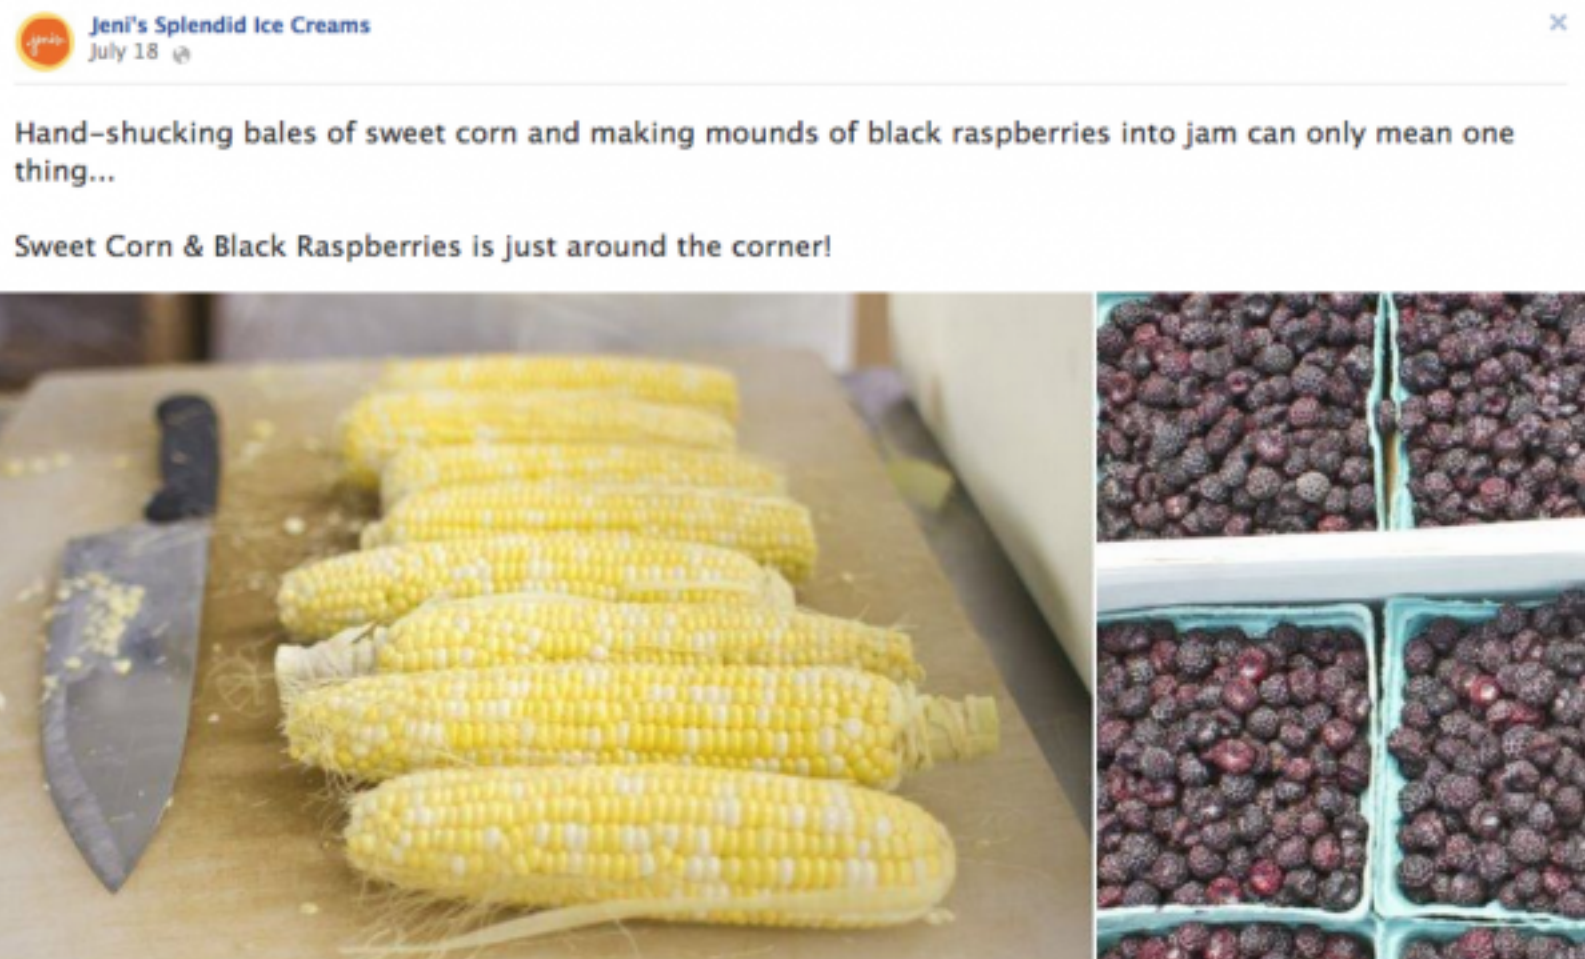 Jeni's Splendid Ice Creams
July 18
Hand-shucking bales of sweet corn and making mounds of black raspberries into jam can only mean one
thing...
Sweet Corn & Black Raspberries is just around the corner!